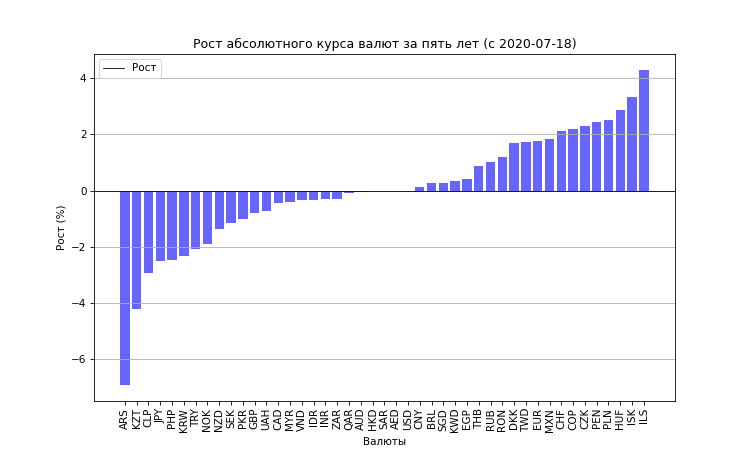 Рост абсолютного курса валют за пять лет (с 2020-07-18)
Рост
4
2
0
−2
−4
−6
Рост (%)
ARS KZT CLP JPY PHP KRW TRY NOK NZD SEK PKR GBP UAH CAD MYR VND IDR INR ZAR QAR AUD HKD SAR AED USD CNY BRL SGD KWD EGP THB RUB RON DKK TWD EUR MXN CHF COP CZK PEN PLN HUF ISK ILS
Валюты